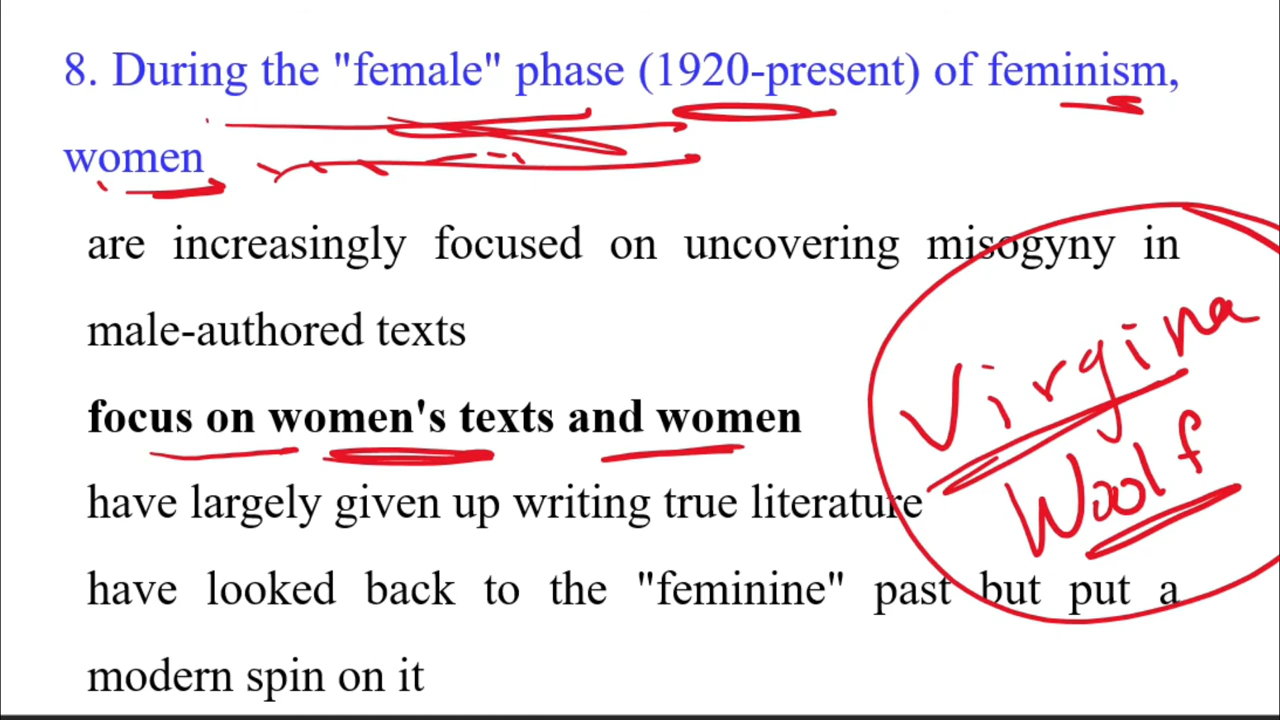 8. During the "female" phase (1920-present) of feminism,
women
are increasingly focused on uncovering misogyny in
male-authored texts
focus on women's texts and women
have largely given up writing true literature
have looked back to the "feminine" past but put a
modern spin on it
Virgina
Woolf